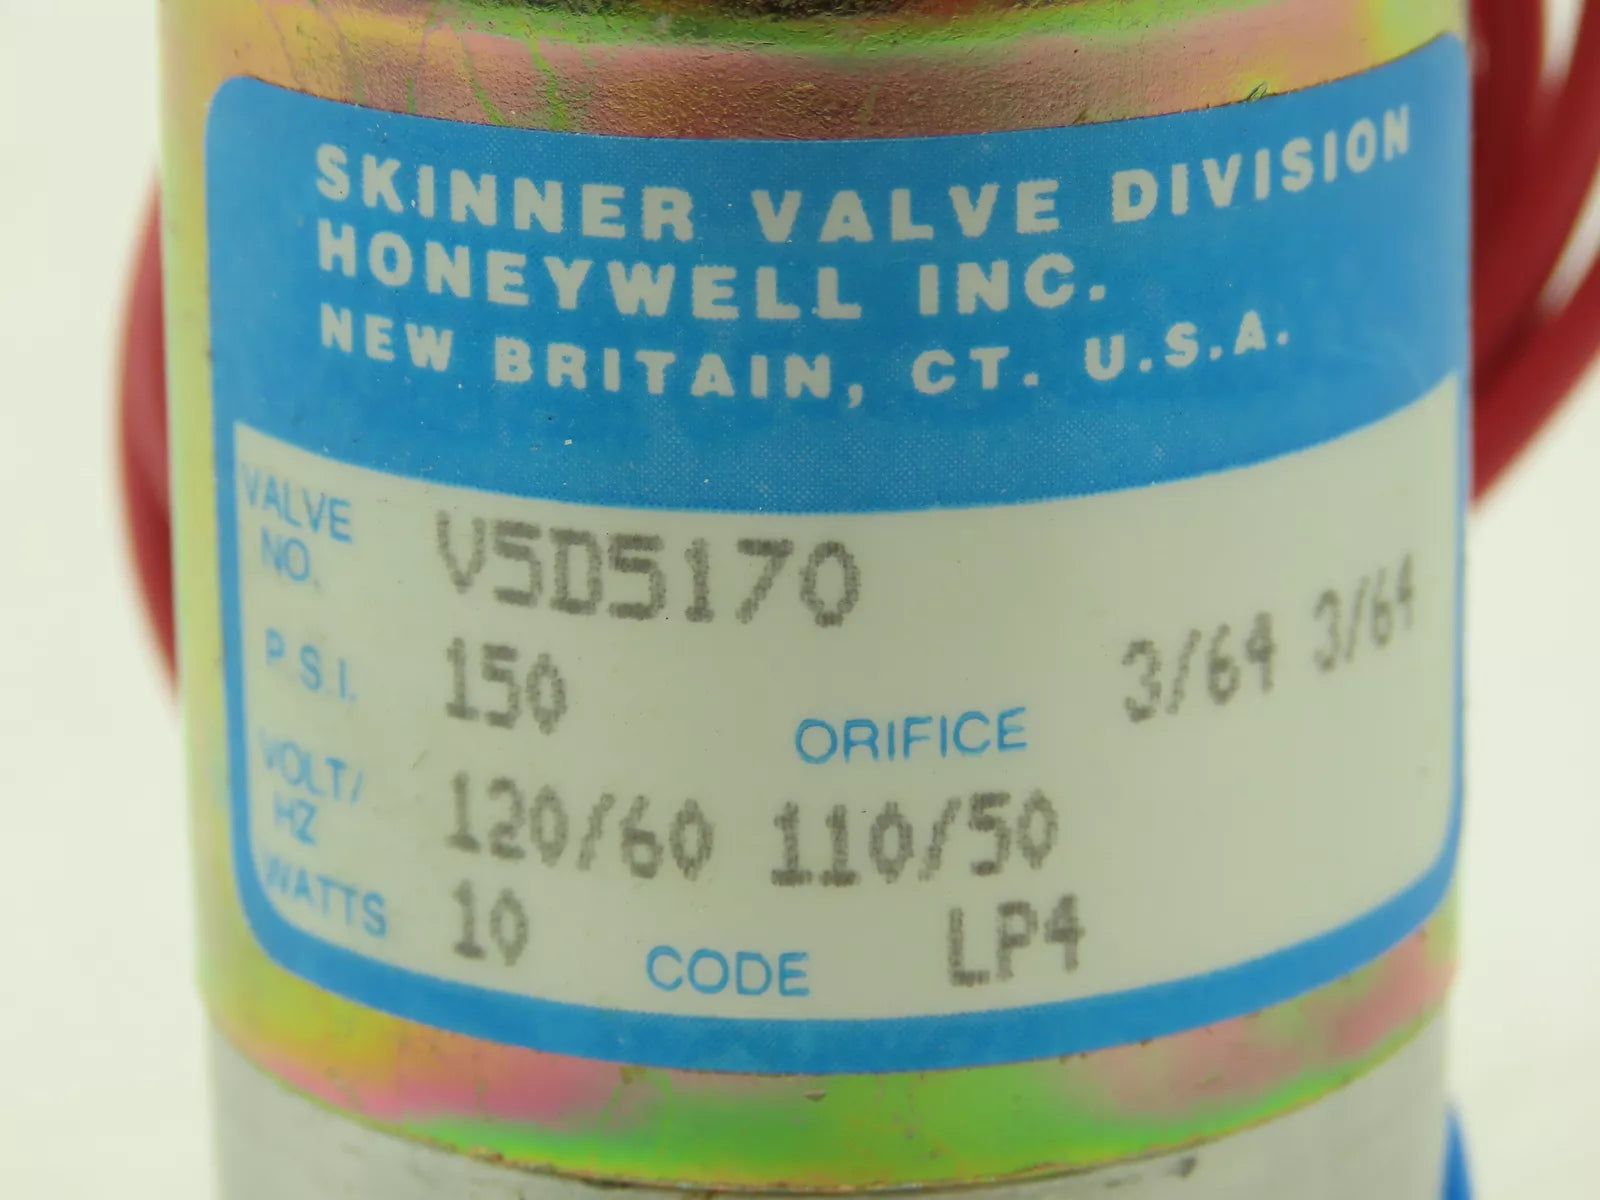 SKINNER VALVE DIVISION
HONEYWELL INC.
NEW BRITAIN, CT. U.S.A.
VALVE NO. V5D5170
P.S.I. 150 ORIFICE 3/64 3/64
VOLT/HZ 120/60 110/50
WATTS 10 CODE LP4